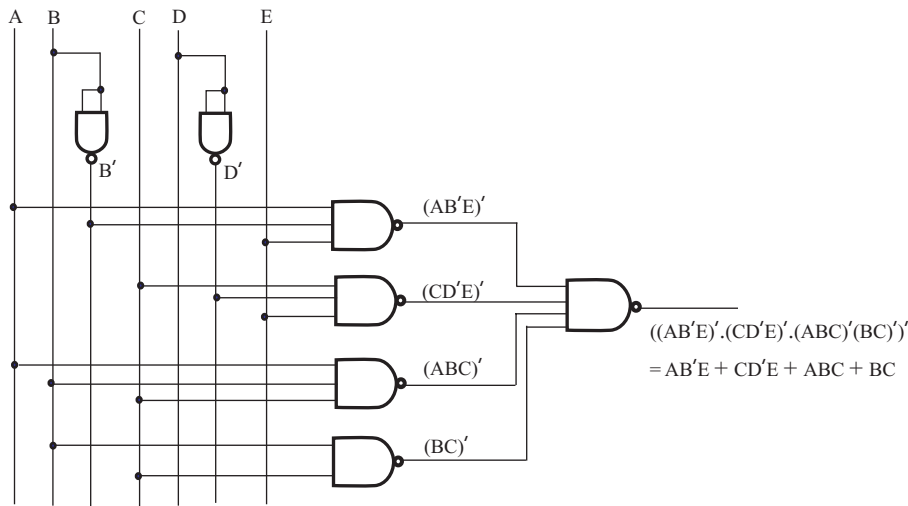 A B C D E
B′ D′
(AB′E)′
(CD′E)′
((AB′E)′.(CD′E)′.(ABC)′(BC)′)′
(ABC)′
= AB′E + CD′E + ABC + BC
(BC)′